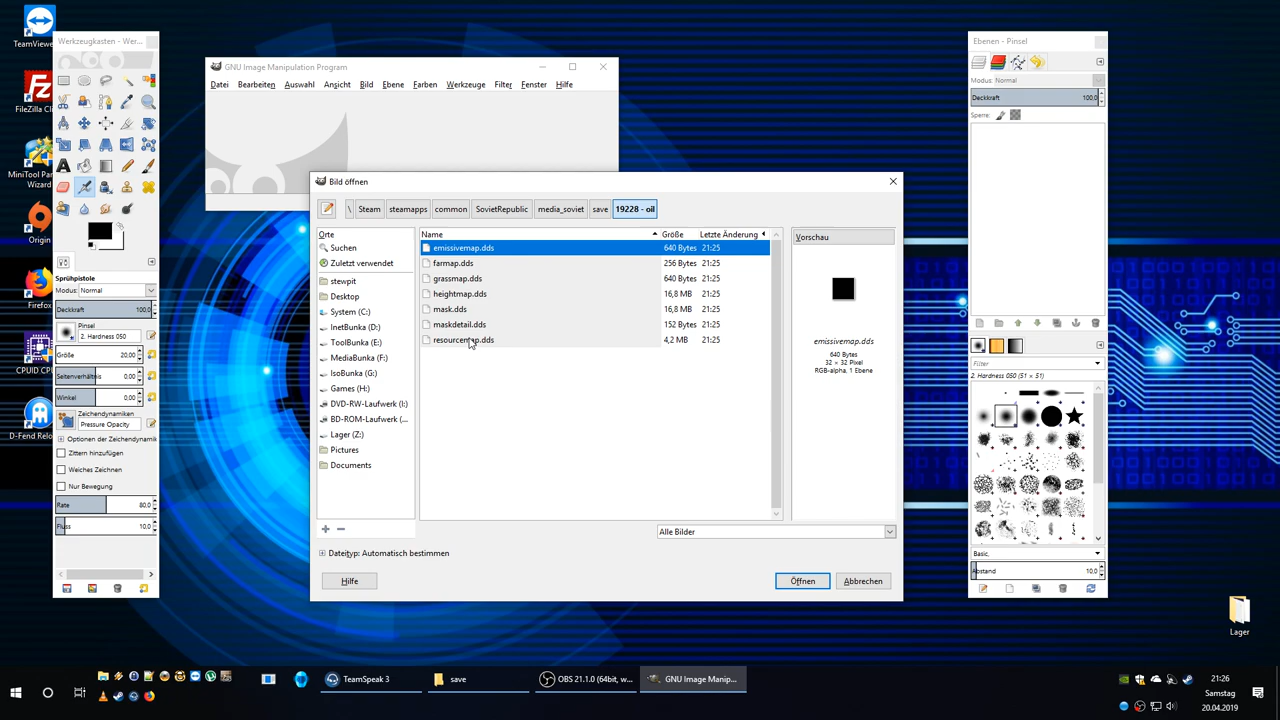 TeamViewer
FileZilla Cli
MiniTool Par
Wizard
Origin
Firefox
CPUID CPU
D-Fend Relo
Werkzeugkasten - Wer...
Sprühpistole
Modus: Normal
Deckkraft 100,0
Pinsel
2. Hardness 050
Größe 20,00
Seitenverhältnis 0,00
Winkel 0,00
Zeichendynamiken
Pressure Opacity
Optionen der Zeichendynamik
Zittern hinzufügen
Weiches Zeichnen
Nur Bewegung
Rate 80,0
Fluss 10,0
GNU Image Manipulation Program
Datei Bearbeiten Auswahl Ansicht Bild Ebene Farben Werkzeuge Filter Fenster Hilfe
Bild öffnen
\ Steam steamapps common SovietRepublic media_soviet save 19228 - oil
Orte
Suchen
Zuletzt verwendet
stewpit
Desktop
System (C:)
InetBunka (D:)
ToolBunka (E:)
MediaBunka (F:)
IsoBunka (G:)
Games (H:)
DVD-RW-Laufwerk (I:)
BD-ROM-Laufwerk (...
Lager (Z:)
Pictures
Documents
Name Größe Letzte Änderung
emissivemap.dds 640 Bytes 21:25
farmap.dds 256 Bytes 21:25
grassmap.dds 640 Bytes 21:25
heightmap.dds 16,8 MB 21:25
mask.dds 16,8 MB 21:25
maskdetail.dds 152 Bytes 21:25
resourcemap.dds 4,2 MB 21:25
Vorschau
emissivemap.dds
640 Bytes
32 × 32 Pixel
RGB-alpha, 1 Ebene
Alle Bilder
Dateityp: Automatisch bestimmen
Hilfe Öffnen Abbrechen
Ebenen - Pinsel
Modus: Normal
Deckkraft 100,0
Sperre:
Filter
2. Hardness 050 (51 × 51)
Basic,
Abstand 10,0
Lager
TeamSpeak 3
save
OBS 21.1.0 (64bit, w...
GNU Image Manip...
21:26
Samstag
20.04.2019